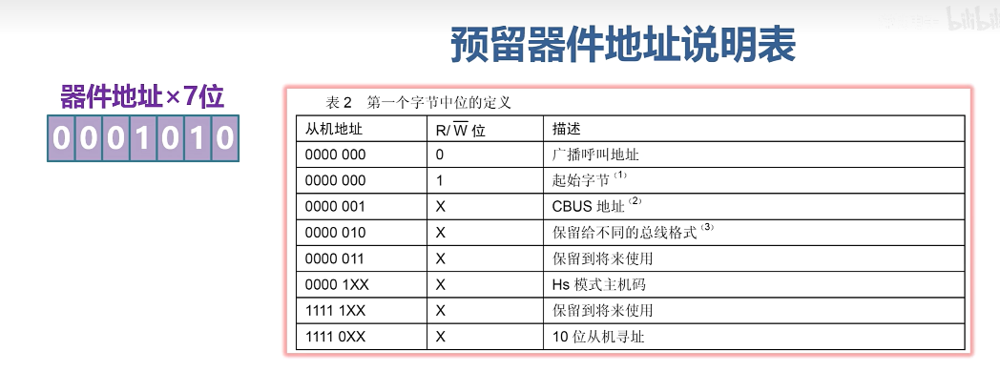 预留器件地址说明表
bilibili
器件地址×7位
0 0 0 1 0 1 0
表 2 第一个字节中位的定义
从机地址 R/W̅ 位 描述
0000 000 0 广播呼叫地址
0000 000 1 起始字节(1)
0000 001 X CBUS 地址(2)
0000 010 X 保留给不同的总线格式(3)
0000 011 X 保留到将来使用
0000 1XX X Hs 模式主机码
1111 1XX X 保留到将来使用
1111 0XX X 10 位从机寻址